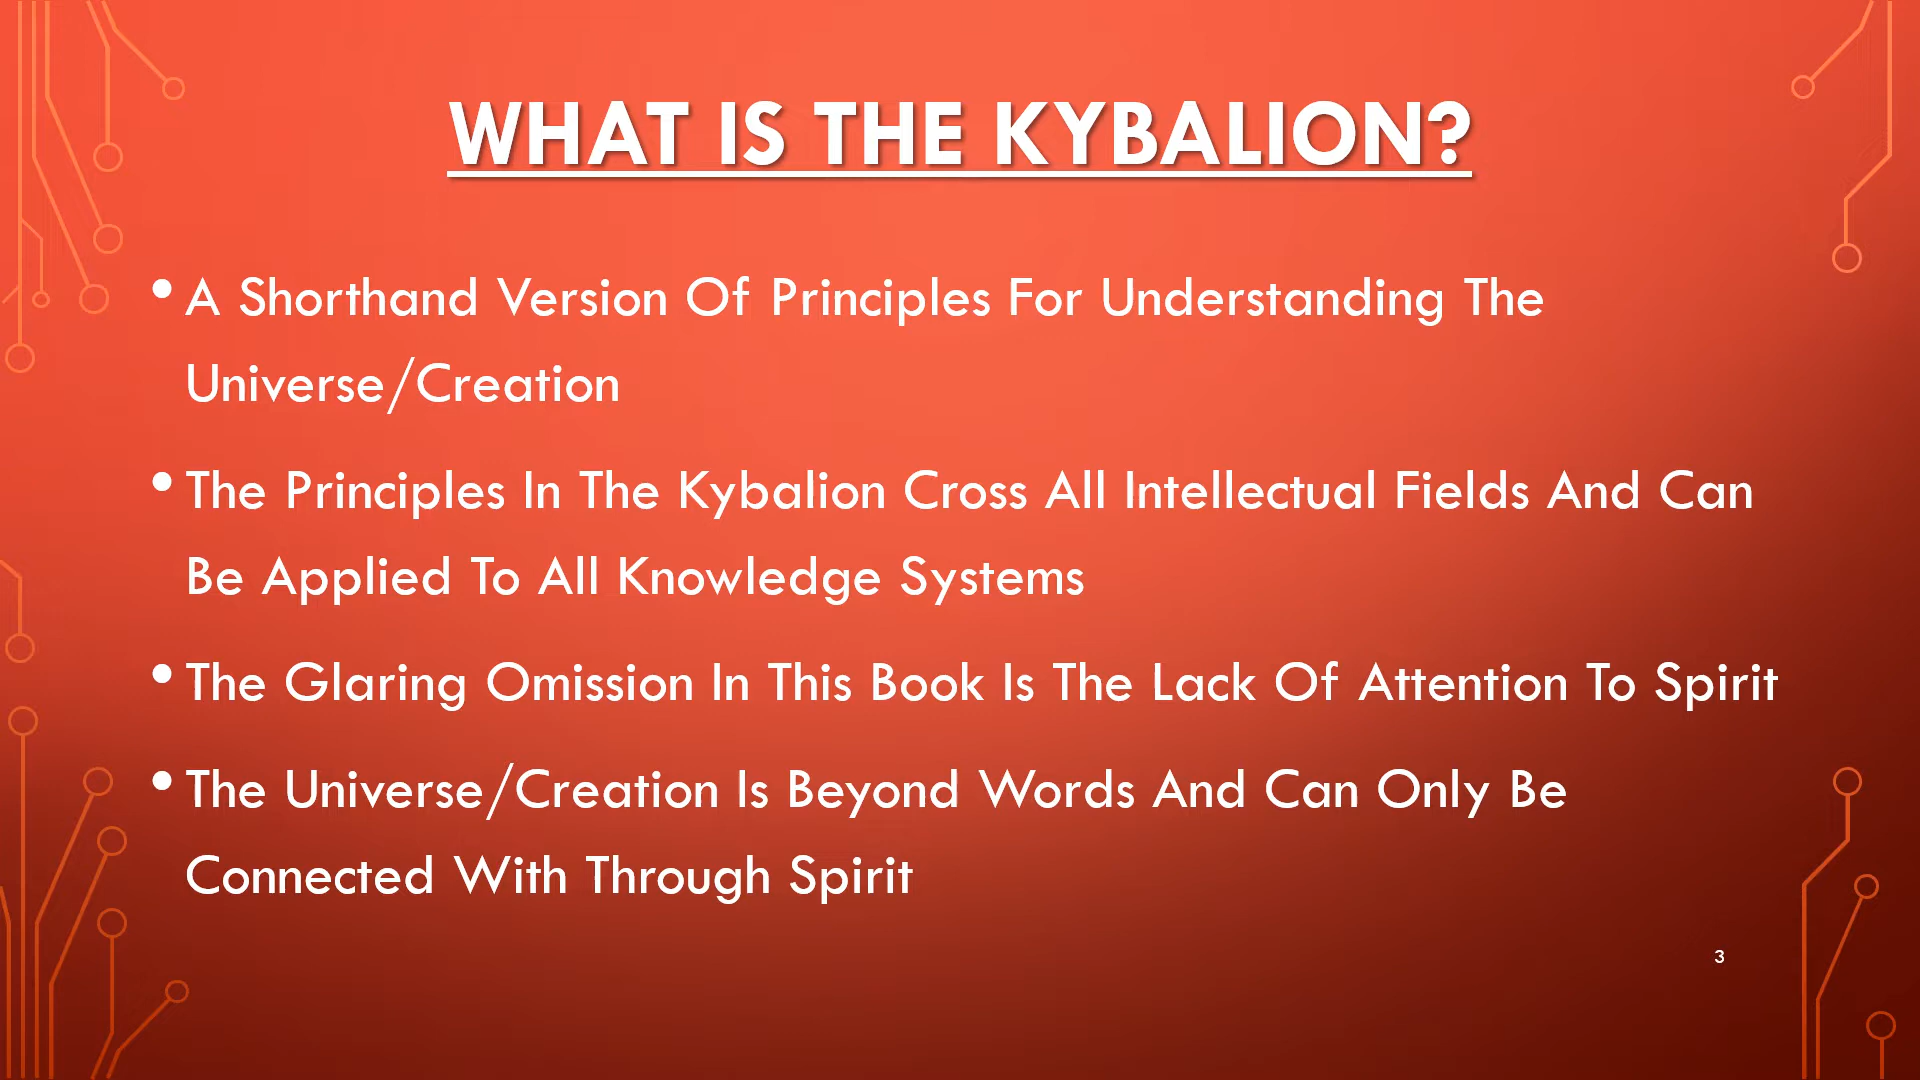 WHAT IS THE KYBALION?
• A Shorthand Version Of Principles For Understanding The
Universe/Creation
• The Principles In The Kybalion Cross All Intellectual Fields And Can
Be Applied To All Knowledge Systems
• The Glaring Omission In This Book Is The Lack Of Attention To Spirit
• The Universe/Creation Is Beyond Words And Can Only Be
Connected With Through Spirit
3